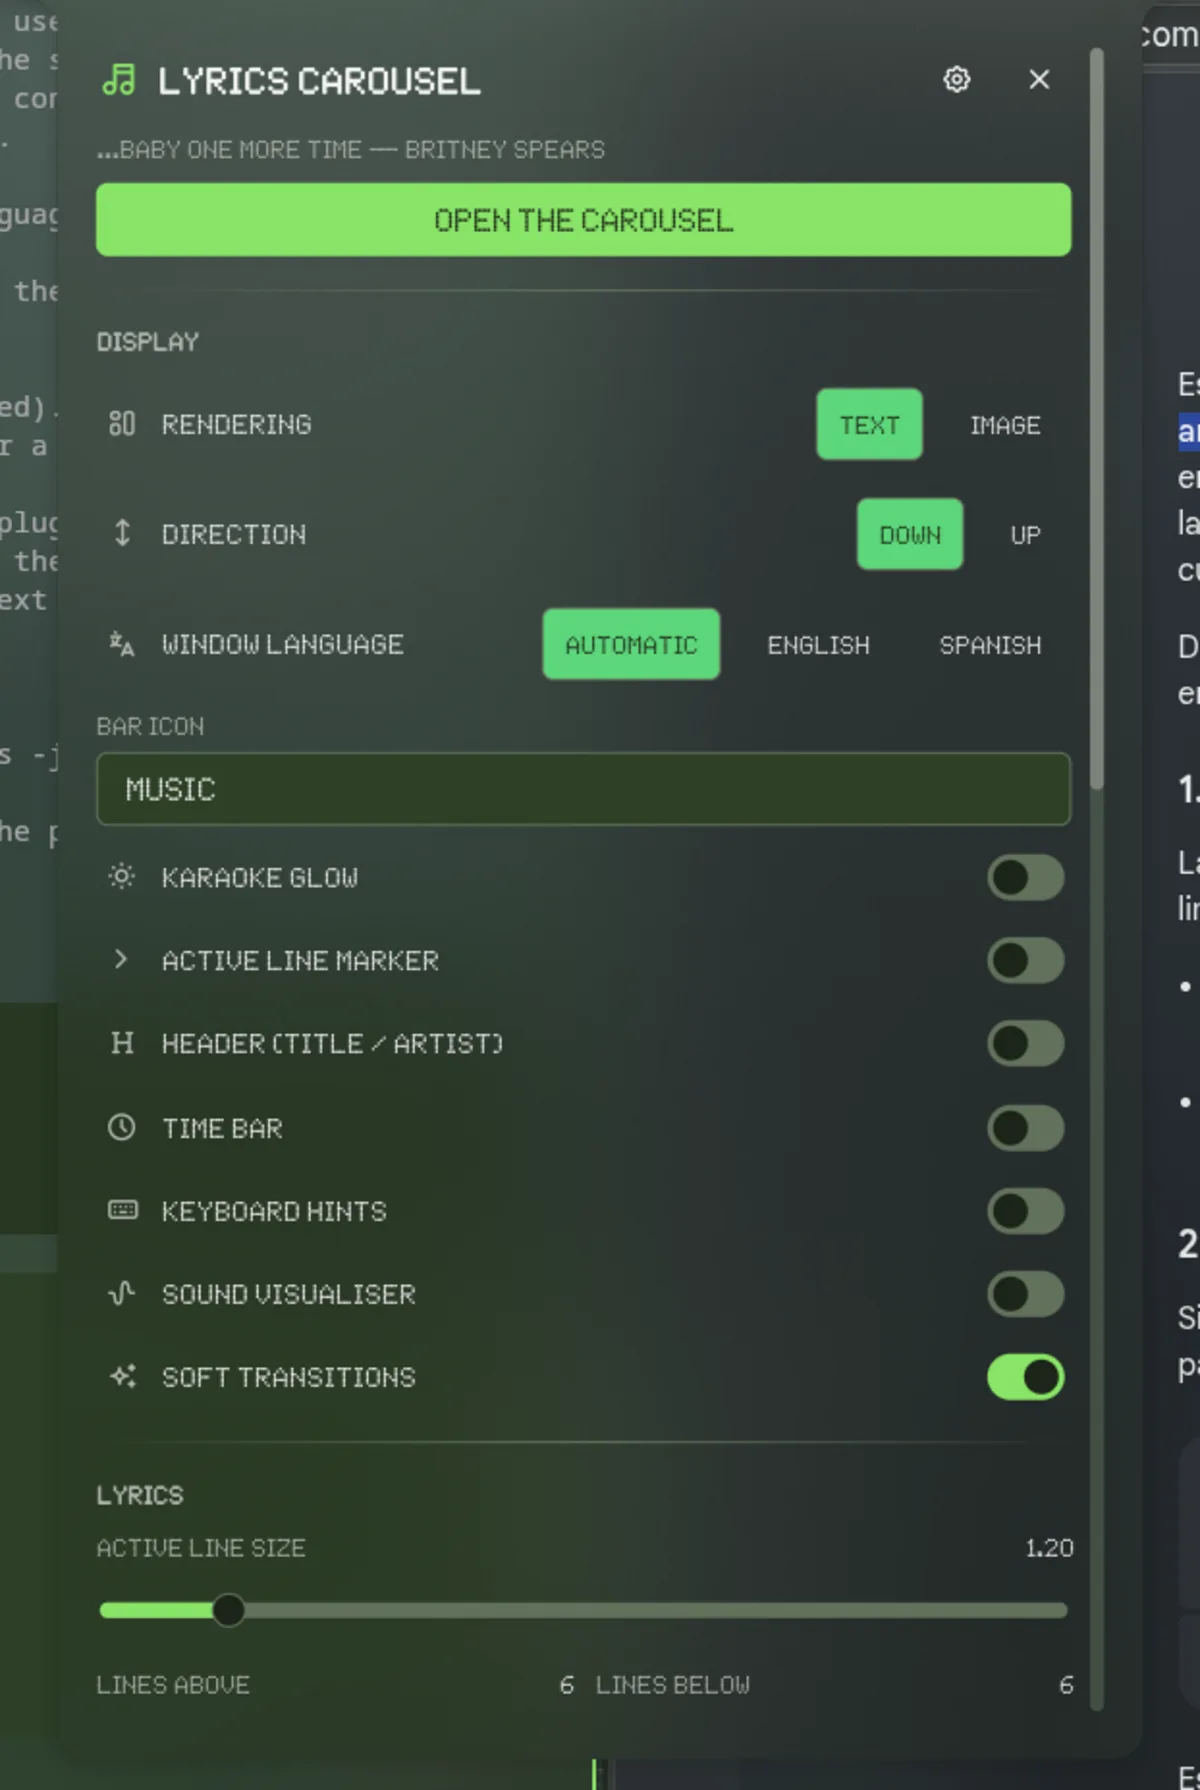 LYRICS CAROUSEL
...BABY ONE MORE TIME — BRITNEY SPEARS
OPEN THE CAROUSEL
DISPLAY
RENDERING TEXT IMAGE
DIRECTION DOWN UP
WINDOW LANGUAGE AUTOMATIC ENGLISH SPANISH
BAR ICON
MUSIC
KARAOKE GLOW
ACTIVE LINE MARKER
HEADER (TITLE / ARTIST)
TIME BAR
KEYBOARD HINTS
SOUND VISUALISER
SOFT TRANSITIONS
LYRICS
ACTIVE LINE SIZE 1.20
LINES ABOVE 6 LINES BELOW 6